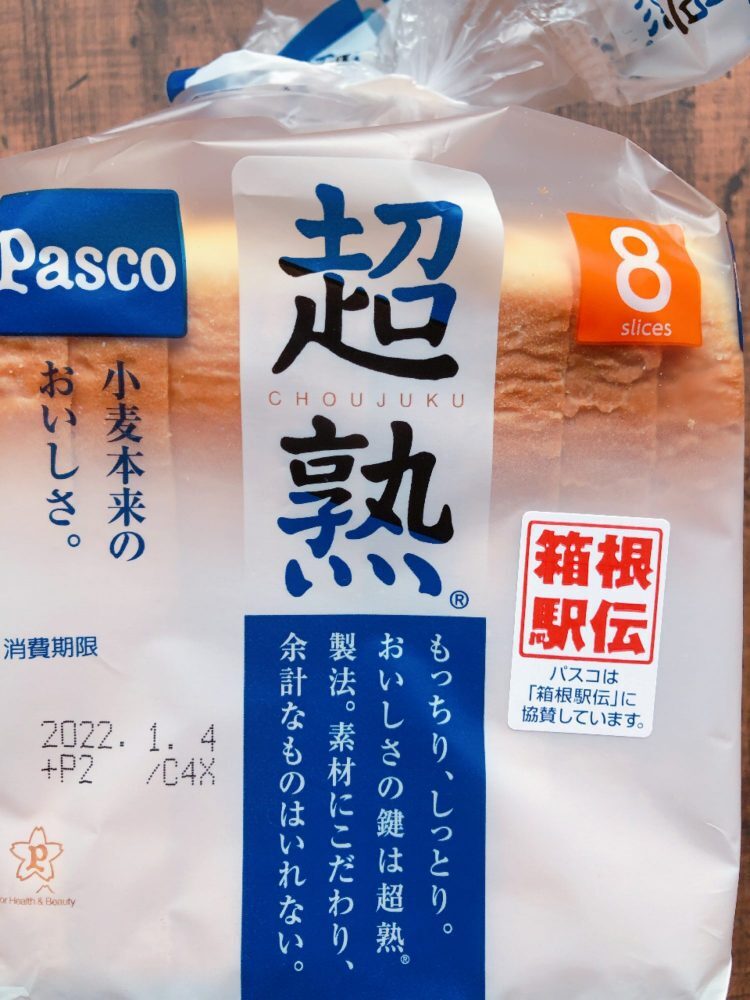 Pasco
超熟
CHOUJUKU
®
8
slices
小麦本来の
おいしさ。
消費期限
2022. 1. 4
+P2 /C4X
もっちり、しっとり。
おいしさの鍵は超熟®
製法。素材にこだわり、
余計なものはいれない。
箱根
駅伝
パスコは
「箱根駅伝」に
協賛しています。
P
or Health & Beauty